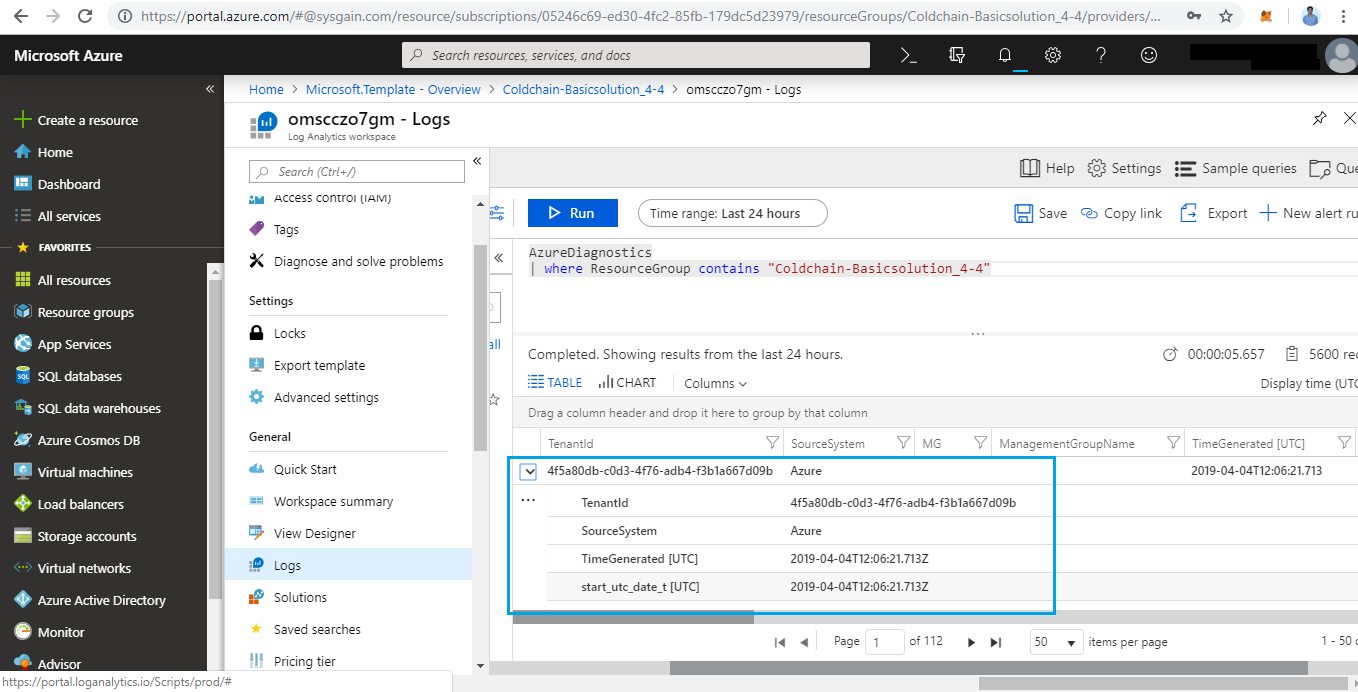 https://portal.azure.com/#@sysgain.com/resource/subscriptions/05246c69-ed30-4fc2-85fb-179dc5d23979/resourceGroups/Coldchain-Basicsolution_4-4/providers/...
Microsoft Azure
Search resources, services, and docs
Create a resource
Home
Dashboard
All services
FAVORITES
All resources
Resource groups
App Services
SQL databases
SQL data warehouses
Azure Cosmos DB
Virtual machines
Load balancers
Storage accounts
Virtual networks
Azure Active Directory
Monitor
Advisor
https://portal.loganalytics.io/Scripts/prod/#
Home > Microsoft.Template - Overview > Coldchain-Basicsolution_4-4 > omscczo7gm - Logs
omscczo7gm - Logs
Log Analytics workspace
Search (Ctrl+/)
Access control (IAM)
Tags
Diagnose and solve problems
Settings
Locks
Export template
Advanced settings
General
Quick Start
Workspace summary
View Designer
Logs
Solutions
Saved searches
Pricing tier
Help Settings Sample queries Que
Run Time range: Last 24 hours Save Copy link Export New alert ru
AzureDiagnostics
| where ResourceGroup contains "Coldchain-Basicsolution_4-4"
all
Completed. Showing results from the last 24 hours. 00:00:05.657 5600 rec
TABLE CHART Columns Display time (UTC
Drag a column header and drop it here to group by that column
TenantId SourceSystem MG ManagementGroupName TimeGenerated [UTC]
4f5a80db-c0d3-4f76-adb4-f3b1a667d09b Azure 2019-04-04T12:06:21.713
... TenantId 4f5a80db-c0d3-4f76-adb4-f3b1a667d09b
SourceSystem Azure
TimeGenerated [UTC] 2019-04-04T12:06:21.713Z
start_utc_date_t [UTC] 2019-04-04T12:06:21.713Z
Page 1 of 112 50 items per page 1 - 50 o